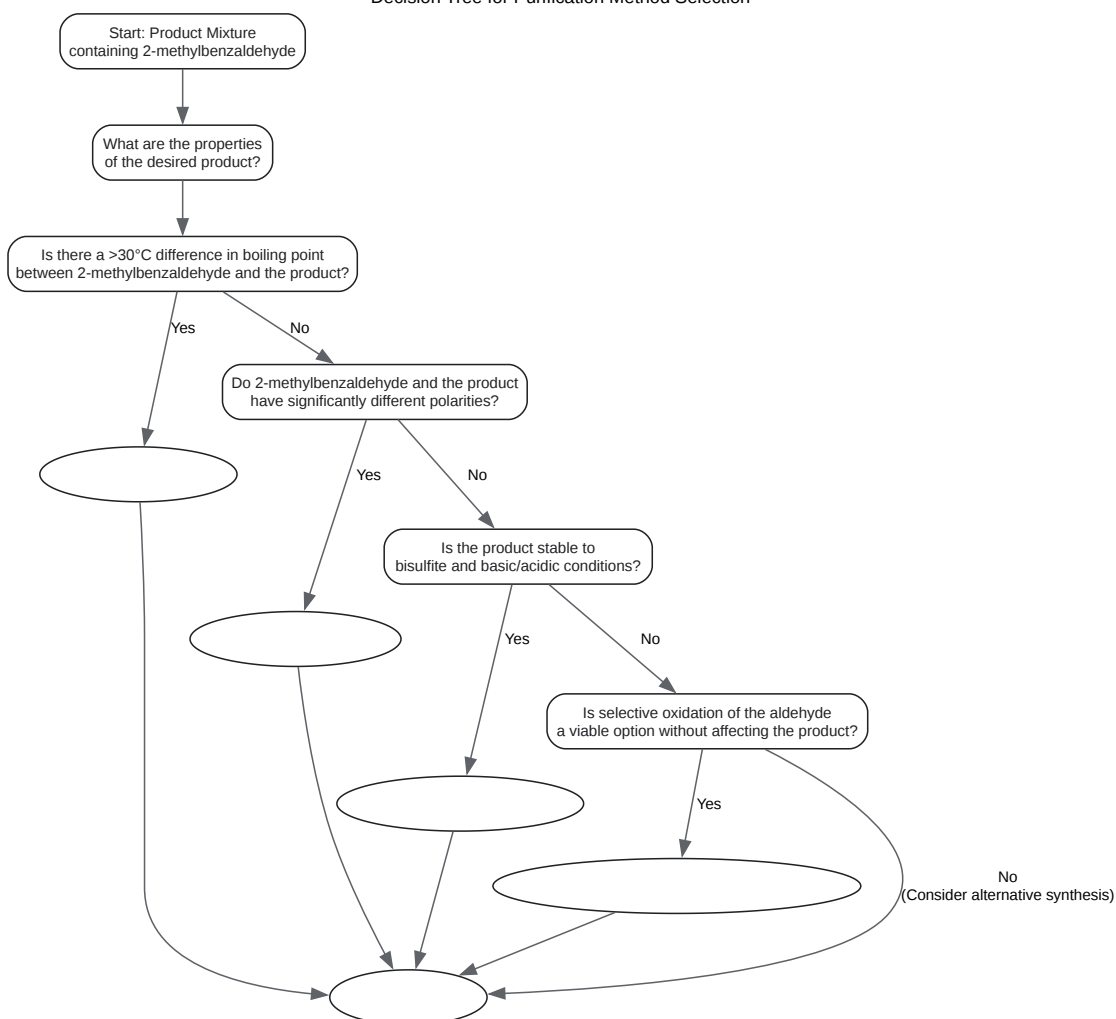 Decision Tree for Purification Method Selection
Start: Product Mixture
containing 2-methylbenzaldehyde
What are the properties
of the desired product?
Is there a >30°C difference in boiling point
between 2-methylbenzaldehyde and the product?
Yes
No
Do 2-methylbenzaldehyde and the product
have significantly different polarities?
Yes
No
Is the product stable to
bisulfite and basic/acidic conditions?
Yes
No
Is selective oxidation of the aldehyde
a viable option without affecting the product?
Yes
No
(Consider alternative synthesis)